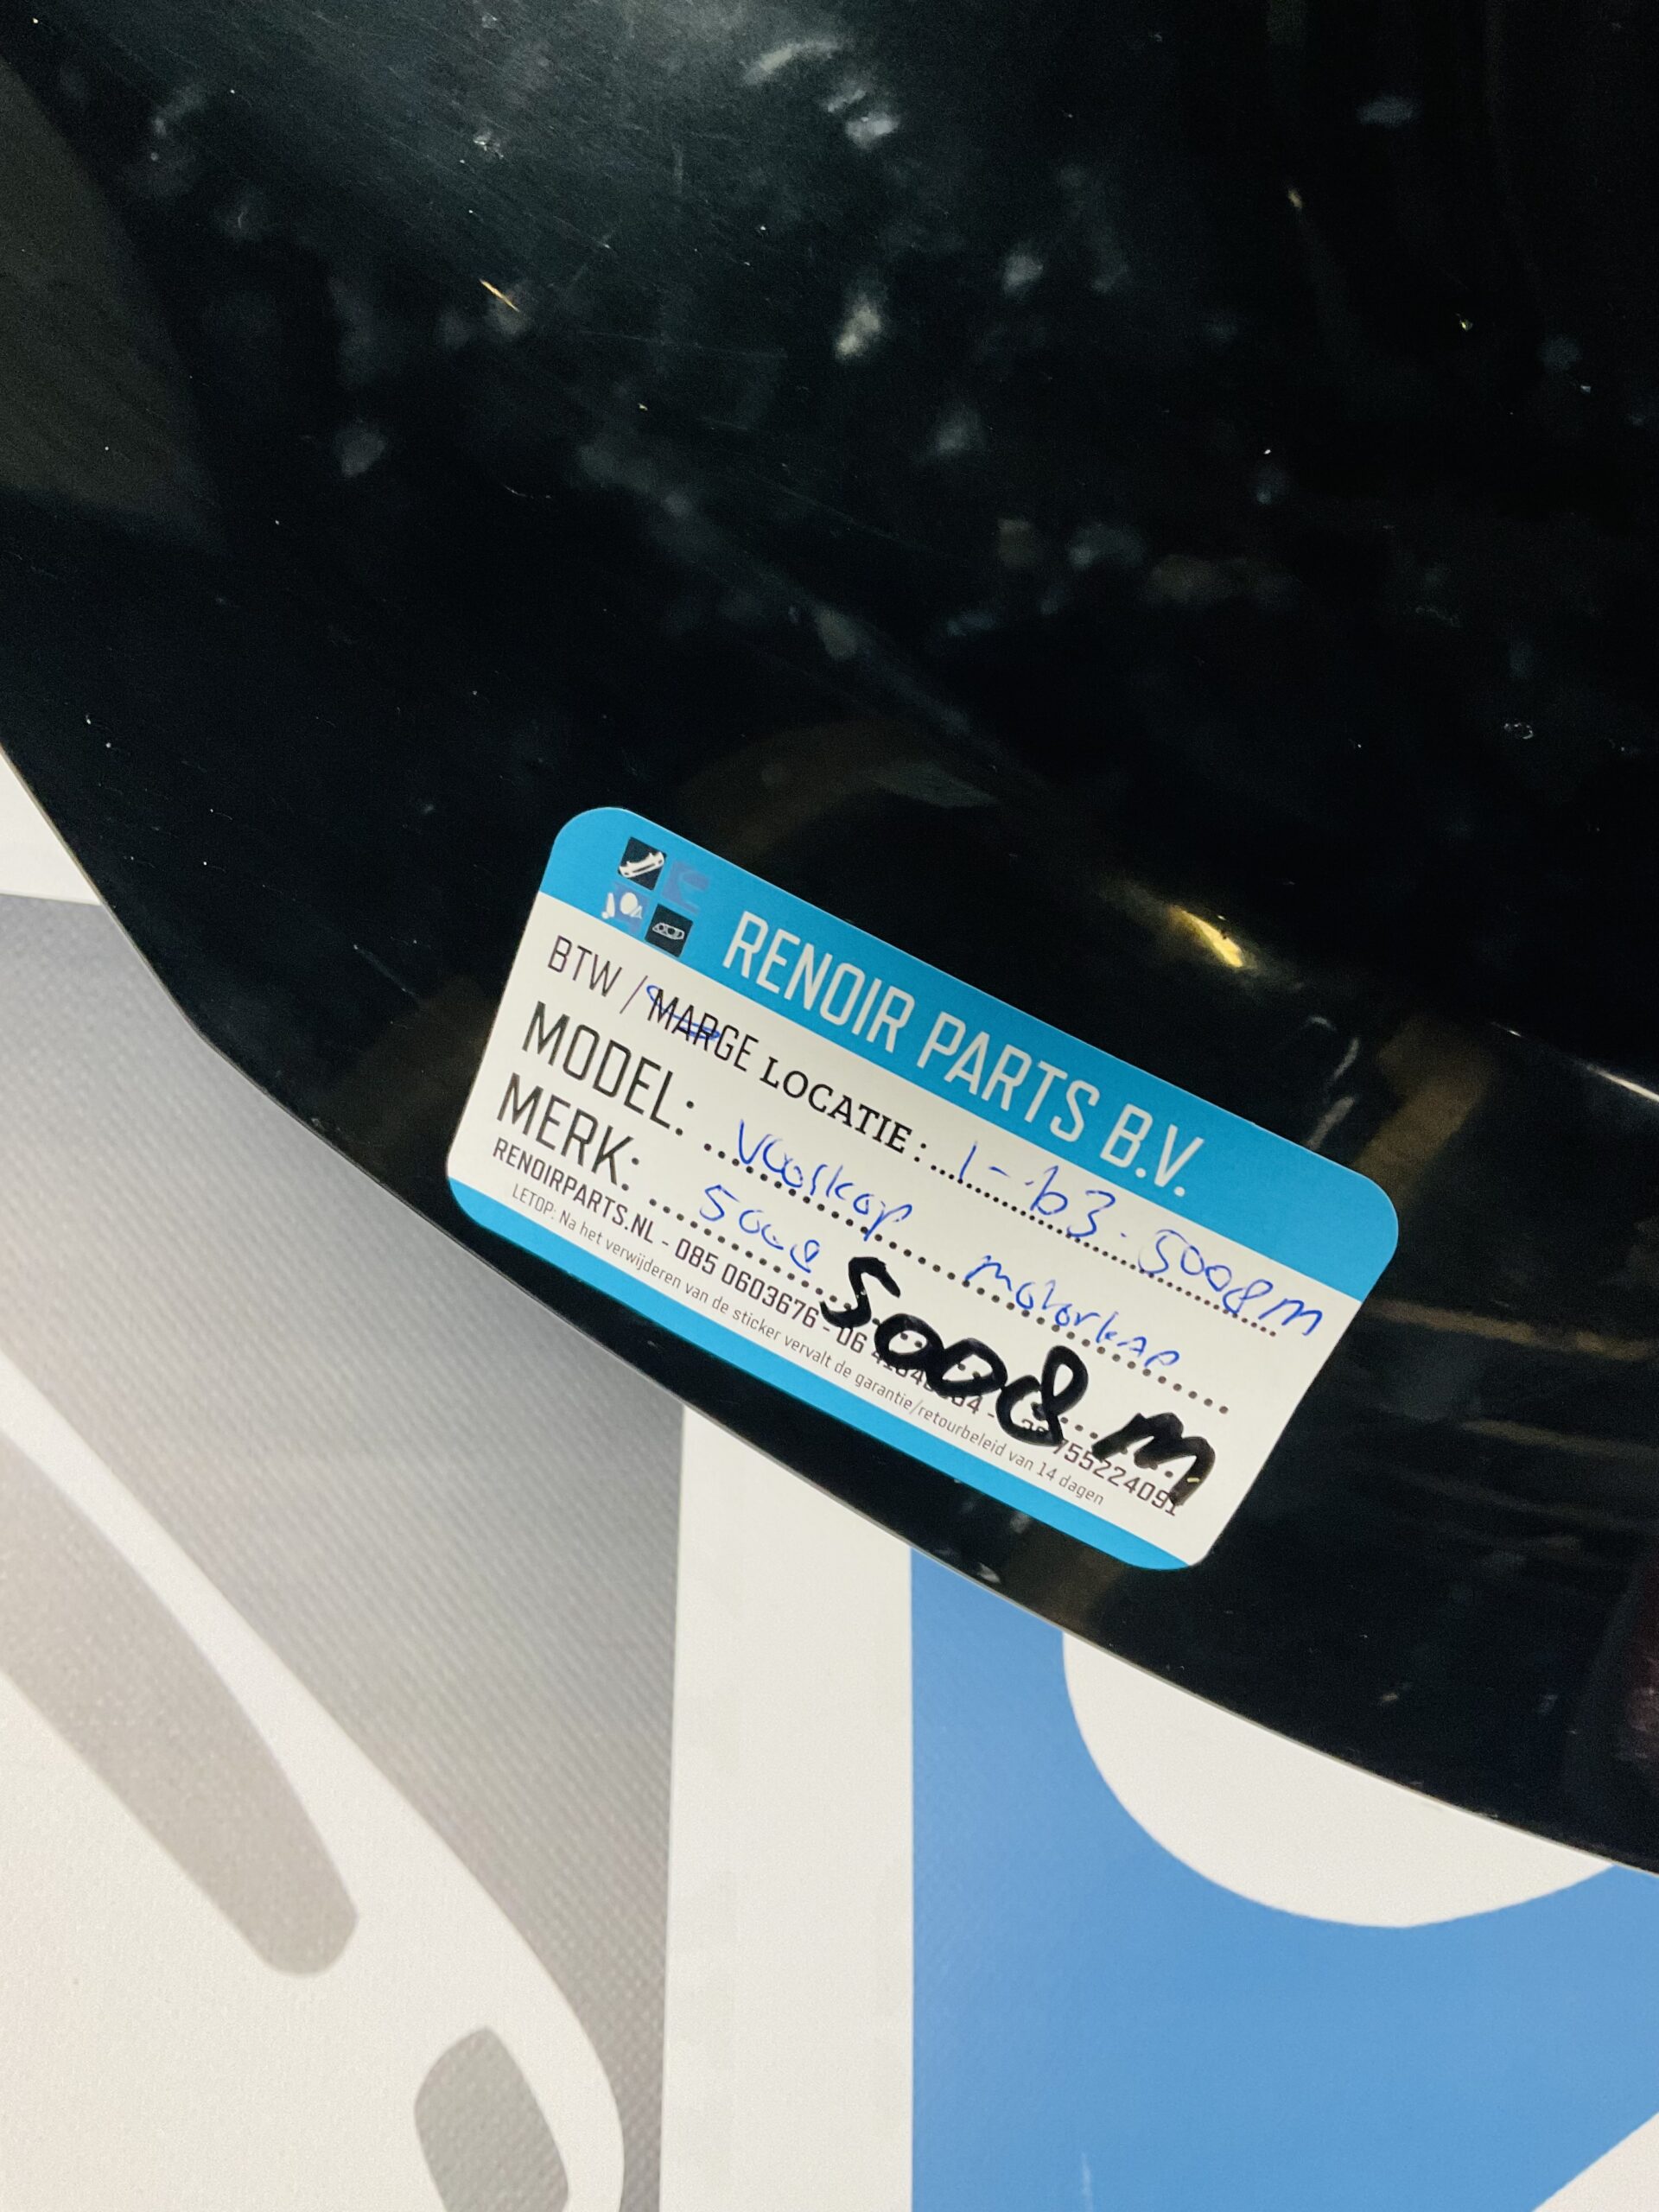 RENOIR PARTS B.V.
BTW / MARGE LOCATIE: 1-b3-5008M
MODEL: Voorkap motorkap
MERK: 5008 5008 M
RENOIRPARTS.NL - 085 0603676 - 06
LETOP: Na het verwijderen van de sticker vervalt de garantie/retourbeleid van 14 dagen